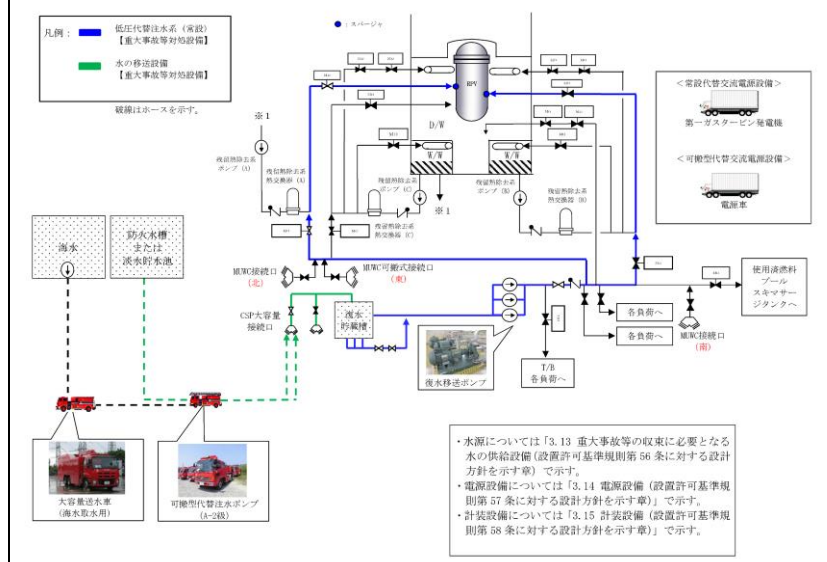 凡例：
低圧代替注水系（常設）
【重大事故等対処設備】
水の移送設備
【重大事故等対処設備】
破線はホースを示す。
：スパージャ
RPV
D/W
W/W
W/W
※1
※1
残留熱除去系
ポンプ（A）
残留熱除去系
熱交換器（A）
残留熱除去系
熱交換器（C）
残留熱除去系
ポンプ（C）
残留熱除去系
ポンプ（B）
残留熱除去系
熱交換器（B）
＜常設代替交流電源設備＞
第一ガスタービン発電機
＜可搬型代替交流電源設備＞
電源車
海水
防火水槽
または
淡水貯水池
MUWC接続口
（北）
MUWC可搬式接続口
（東）
CSP大容量
接続口
復水
貯蔵槽
復水移送ポンプ
T/B
各負荷へ
各負荷へ
各負荷へ
MUWC接続口
（南）
使用済燃料
プール
スキマサー
ジタンクへ
大容量送水車
（海水取水用）
可搬型代替注水ポンプ
（A-2級）
・水源については「3.13 重大事故等の収束に必要となる
水の供給設備（設置許可基準規則第56条に対する設計
方針を示す章）で示す。
・電源設備については「3.14 電源設備（設置許可基準規
則第57条に対する設計方針を示す章）」で示す。
・計装設備については「3.15 計装設備（設置許可基準規
則第58条に対する設計方針を示す章）」で示す。